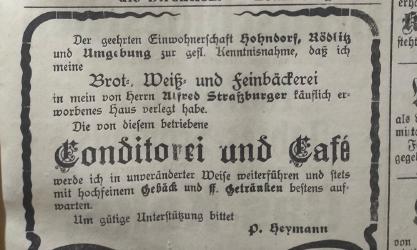 Der geehrten Einwohnerschaft Hohndorf, Rödlitz
und Umgebung zur gefl. Kenntnisnahme, daß ich
meine
Brot-, Weiß- und Feinbäckerei
in mein von Herrn Alfred Straßburger käuflich er-
worbenes Haus verlegt habe.
Die von diesem betriebene
Conditorei und Café
werde ich in unveränderter Weise weiterführen und stets
mit hochfeinem Gebäck und ff. Getränken bestens auf-
warten.
Um gütige Unterstützung bittet
P. Heymann